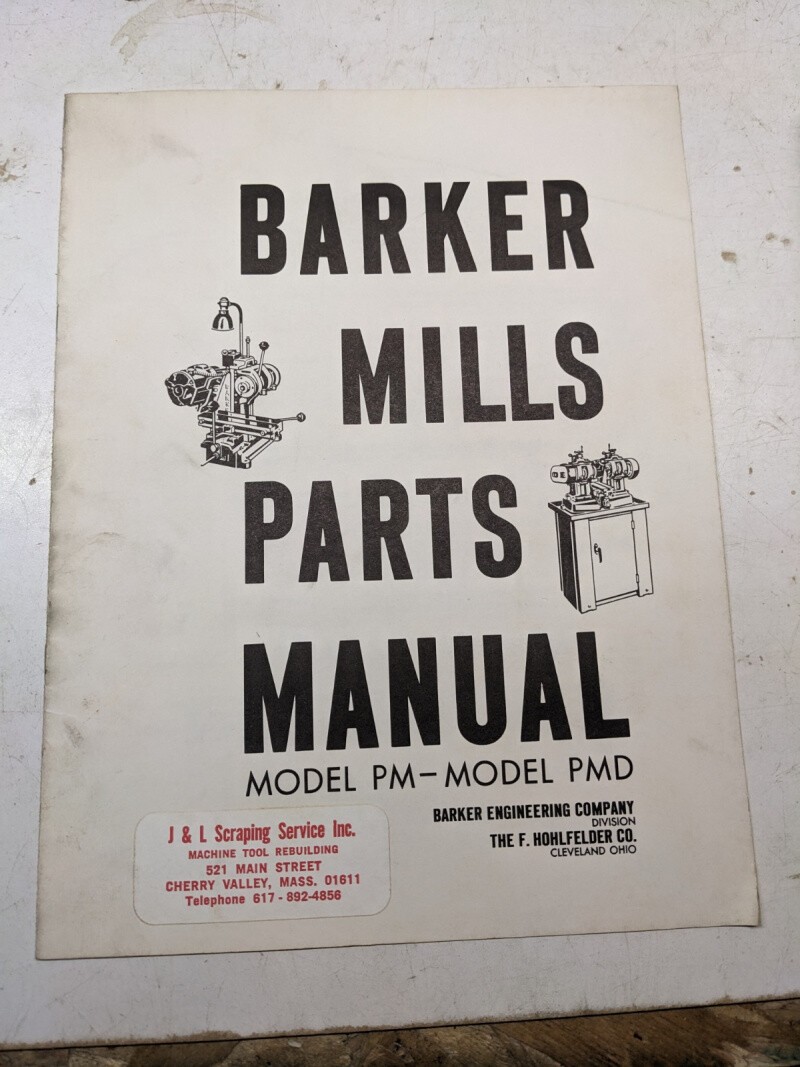 BARKER
MILLS
PARTS
MANUAL
MODEL PM–MODEL PMD
BARKER ENGINEERING COMPANY
DIVISION
THE F. HOHLFELDER CO.
CLEVELAND OHIO
J & L Scraping Service Inc.
MACHINE TOOL REBUILDING
521 MAIN STREET
CHERRY VALLEY, MASS. 01611
Telephone 617-892-4856